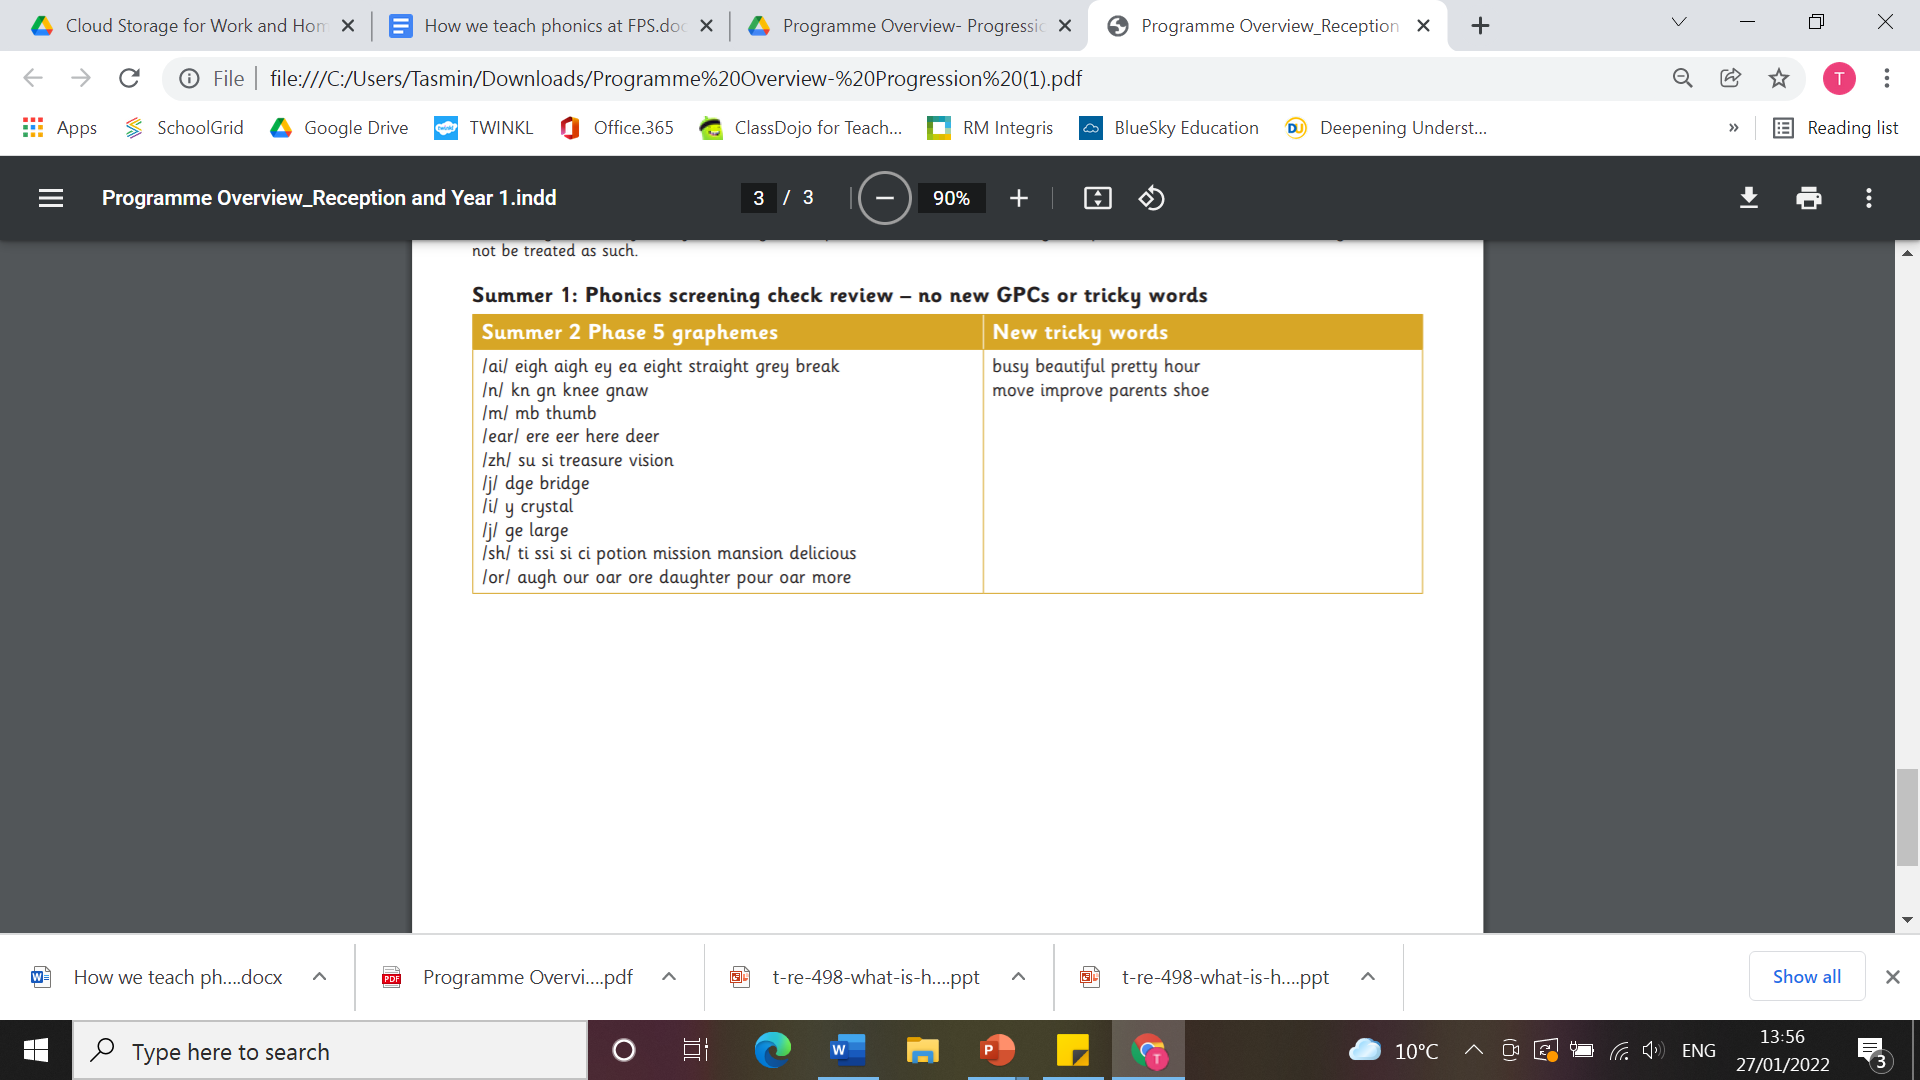 Cloud Storage for Work and Hom
How we teach phonics at FPS.doc
Programme Overview- Progressio
Programme Overview_Reception
File
file:///C:/Users/Tasmin/Downloads/Programme%20Overview-%20Progression%20(1).pdf
T
Apps
SchoolGrid
Google Drive
TWINKL
Office.365
ClassDojo for Teach...
RM Integris
BlueSky Education
DU
Deepening Underst...
»
Reading list
Programme Overview_Reception and Year 1.indd
3 / 3
90%
not be treated as such.
Summer 1: Phonics screening check review – no new GPCs or tricky words
Summer 2 Phase 5 graphemes
New tricky words
/ai/ eigh aigh ey ea eight straight grey break
/n/ kn gn knee gnaw
/m/ mb thumb
/ear/ ere eer here deer
/zh/ su si treasure vision
/j/ dge bridge
/i/ y crystal
/j/ ge large
/sh/ ti ssi si ci potion mission mansion delicious
/or/ augh our oar ore daughter pour oar more
busy beautiful pretty hour
move improve parents shoe
How we teach ph....docx
PDF
Programme Overvi....pdf
t-re-498-what-is-h....ppt
t-re-498-what-is-h....ppt
Show all
Type here to search
W
P
T
10°C
ENG
13:56
27/01/2022
3